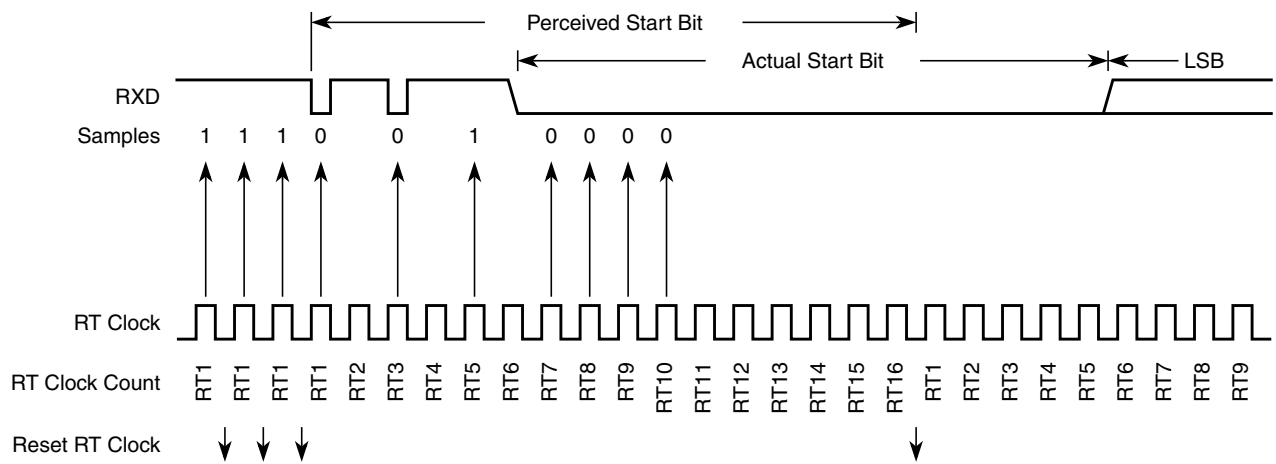 Perceived Start Bit
Actual Start Bit LSB
RXD
Samples 1 1 1 0 0 1 0 0 0 0
RT Clock
RT Clock Count RT1 RT1 RT1 RT1 RT2 RT3 RT4 RT5 RT6 RT7 RT8 RT9 RT10 RT11 RT12 RT13 RT14 RT15 RT16 RT1 RT2 RT3 RT4 RT5 RT6 RT7 RT8 RT9
Reset RT Clock